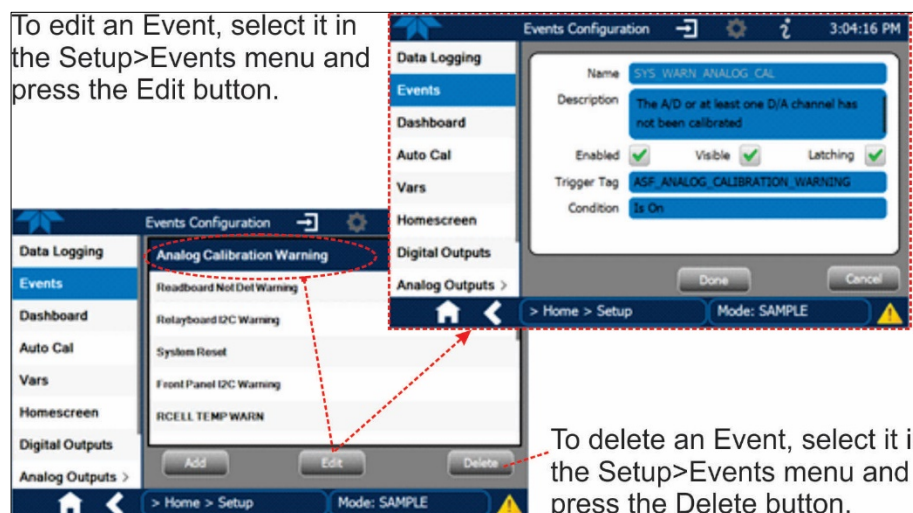 To edit an Event, select it in
the Setup>Events menu and
press the Edit button.
Events Configuration
3:04:16 PM
Data Logging
Events
Dashboard
Auto Cal
Vars
Homescreen
Digital Outputs
Analog Outputs >
Name SYS_WARN_ANALOG_CAL
Description The A/D or at least one D/A channel has
not been calibrated
Enabled Visible Latching
Trigger Tag ASF_ANALOG_CALIBRATION_WARNING
Condition Is On
Done Cancel
> Home > Setup Mode: SAMPLE
Events Configuration
Data Logging
Events
Dashboard
Auto Cal
Vars
Homescreen
Digital Outputs
Analog Outputs >
Analog Calibration Warning
Readboard Not Det Warning
Relayboard I2C Warning
System Reset
Front Panel I2C Warning
RCELL TEMP WARN
Add Edit Delete
> Home > Setup Mode: SAMPLE
To delete an Event, select it i
the Setup>Events menu and
press the Delete button.